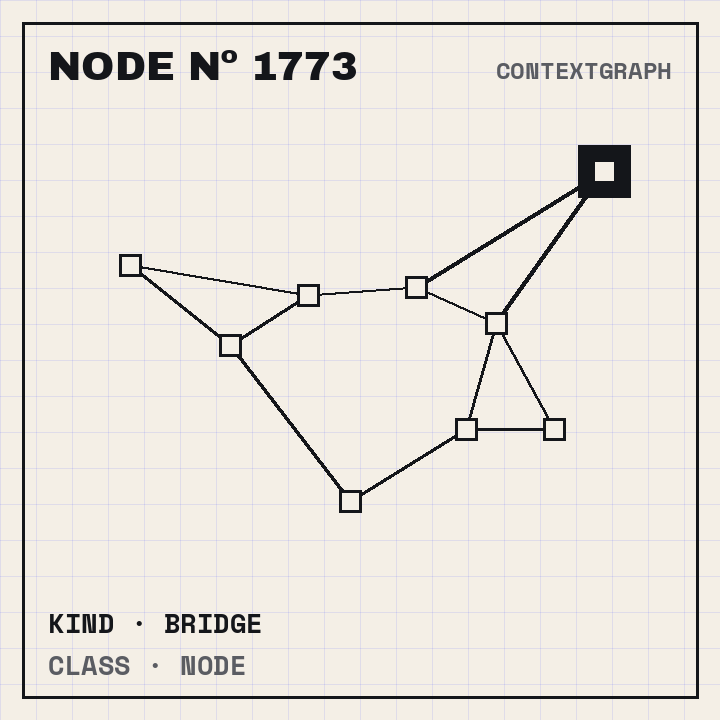 NODE Nº 1773
CONTEXTGRAPH
KIND · BRIDGE
CLASS · NODE